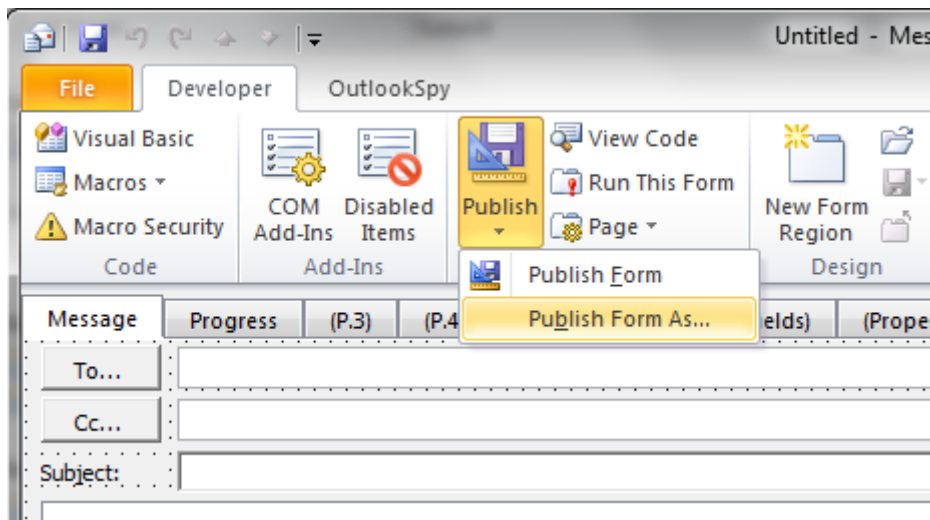 Untitled - Mes
File Developer OutlookSpy
Visual Basic
Macros
Macro Security
Code
COM Add-Ins
Disabled Items
Add-Ins
Publish
View Code
Run This Form
Page
New Form Region
Design
Publish Form
Publish Form As...
Message Progress (P.3) (P.4 elds) (Prope
To...
Cc...
Subject: